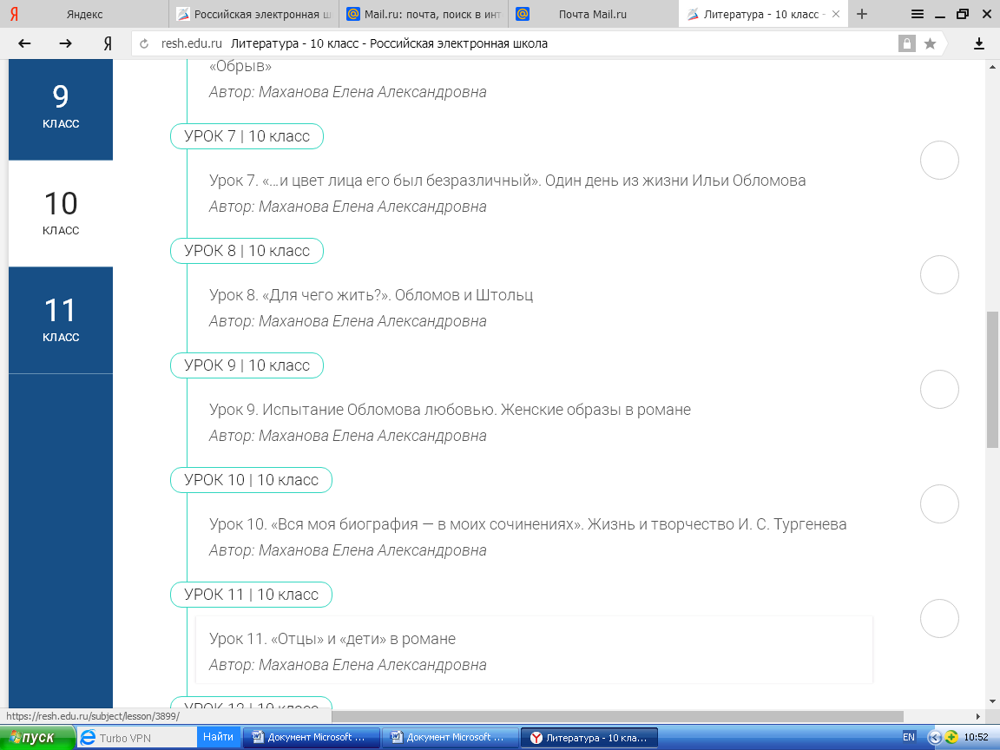 Я
Яндекс
Российская электронная ш
Mail.ru: почта, поиск в инт
Почта Mail.ru
Литература - 10 класс -
Я
resh.edu.ru Литература - 10 класс - Российская электронная школа
9
КЛАСС
10
КЛАСС
11
КЛАСС
«Обрыв»
Автор: Маханова Елена Александровна
УРОК 7 | 10 класс
Урок 7. «…и цвет лица его был безразличный». Один день из жизни Ильи Обломова
Автор: Маханова Елена Александровна
УРОК 8 | 10 класс
Урок 8. «Для чего жить?». Обломов и Штольц
Автор: Маханова Елена Александровна
УРОК 9 | 10 класс
Урок 9. Испытание Обломова любовью. Женские образы в романе
Автор: Маханова Елена Александровна
УРОК 10 | 10 класс
Урок 10. «Вся моя биография — в моих сочинениях». Жизнь и творчество И. С. Тургенева
Автор: Маханова Елена Александровна
УРОК 11 | 10 класс
Урок 11. «Отцы» и «дети» в романе
Автор: Маханова Елена Александровна
УРОК 12 | 10 класс
https://resh.edu.ru/subject/lesson/3899/
пуск
Turbo VPN
Найти
Документ Microsoft ...
Документ Microsoft ...
Литература - 10 кла...
EN
10:52